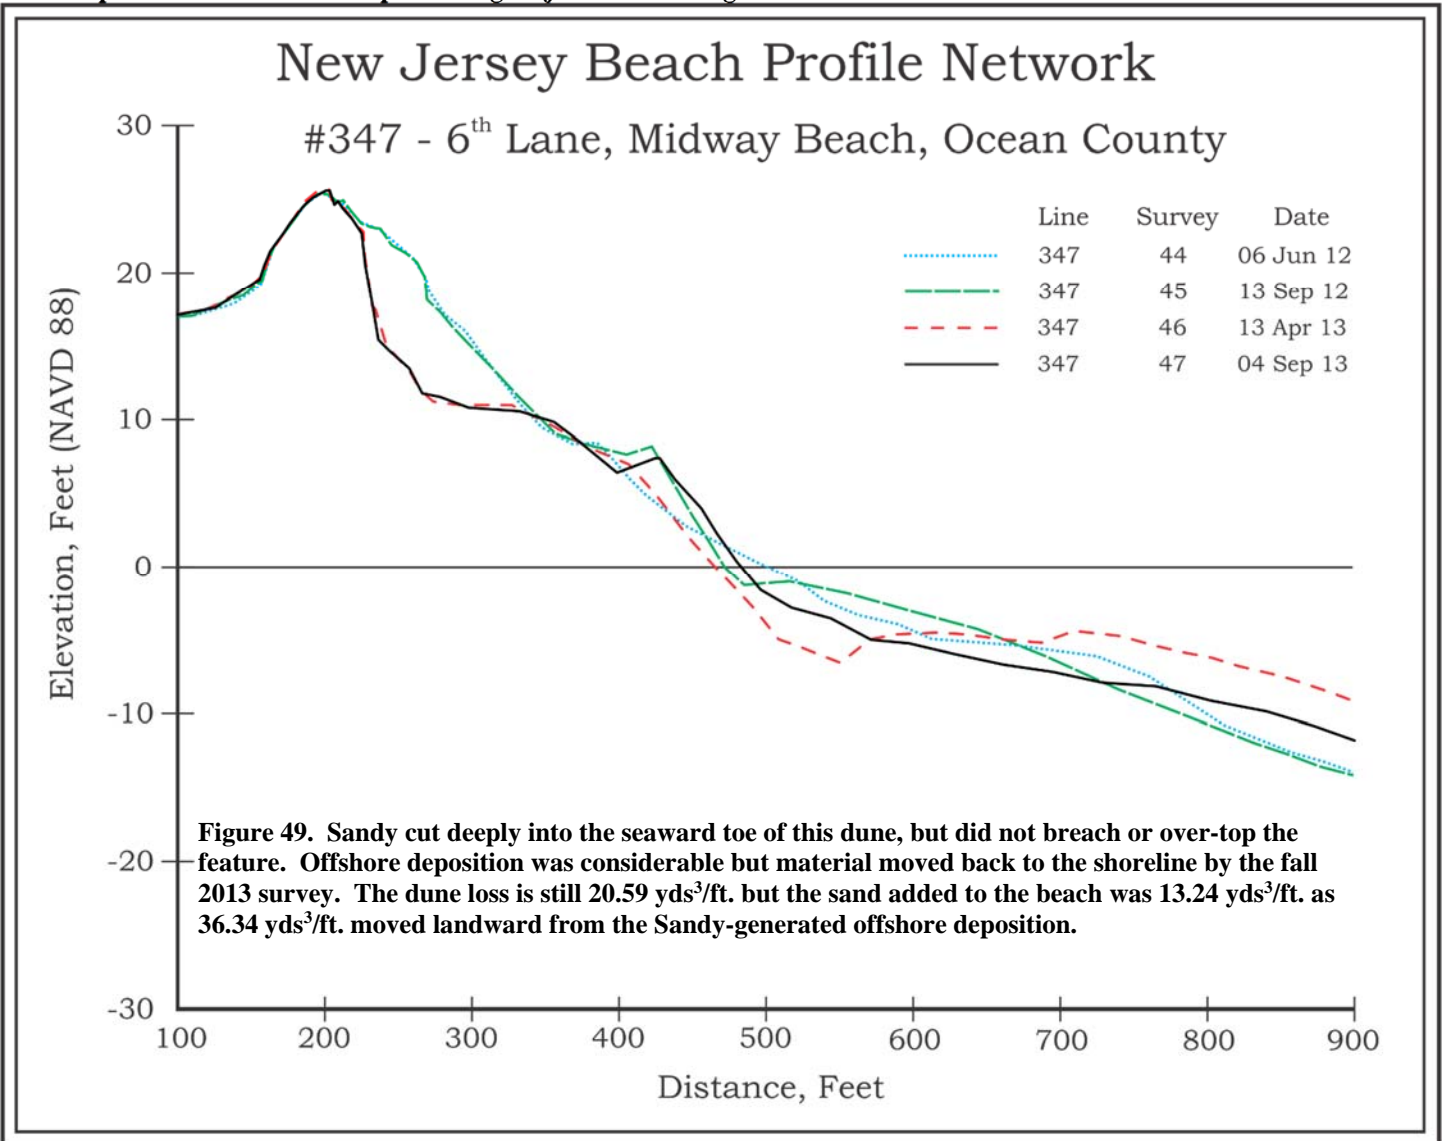 New Jersey Beach Profile Network
#347 - 6th Lane, Midway Beach, Ocean County
Line Survey Date
347 44 06 Jun 12
347 45 13 Sep 12
347 46 13 Apr 13
347 47 04 Sep 13
Elevation, Feet (NAVD 88)
30
20
10
0
-10
-20
-30
Figure 49. Sandy cut deeply into the seaward toe of this dune, but did not breach or over-top the
feature. Offshore deposition was considerable but material moved back to the shoreline by the fall
2013 survey. The dune loss is still 20.59 yds³/ft. but the sand added to the beach was 13.24 yds³/ft. as
36.34 yds³/ft. moved landward from the Sandy-generated offshore deposition.
100 200 300 400 500 600 700 800 900
Distance, Feet